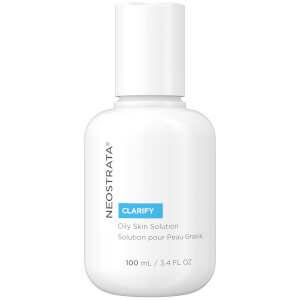 NEOSTRATA®
CLARIFY
Oily Skin Solution
Solution pour Peau Grasse
100 mL / 3.4 FL OZ